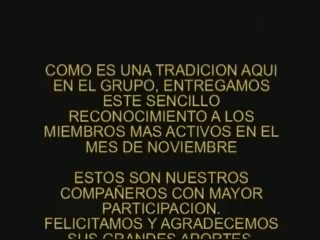 COMO ES UNA TRADICION AQUI
EN EL GRUPO, ENTREGAMOS
ESTE SENCILLO
RECONOCIMIENTO A LOS
MIEMBROS MAS ACTIVOS EN EL
MES DE NOVIEMBRE
ESTOS SON NUESTROS
COMPAÑEROS CON MAYOR
PARTICIPACION.
FELICITAMOS Y AGRADECEMOS
SUS GRANDES APORTES